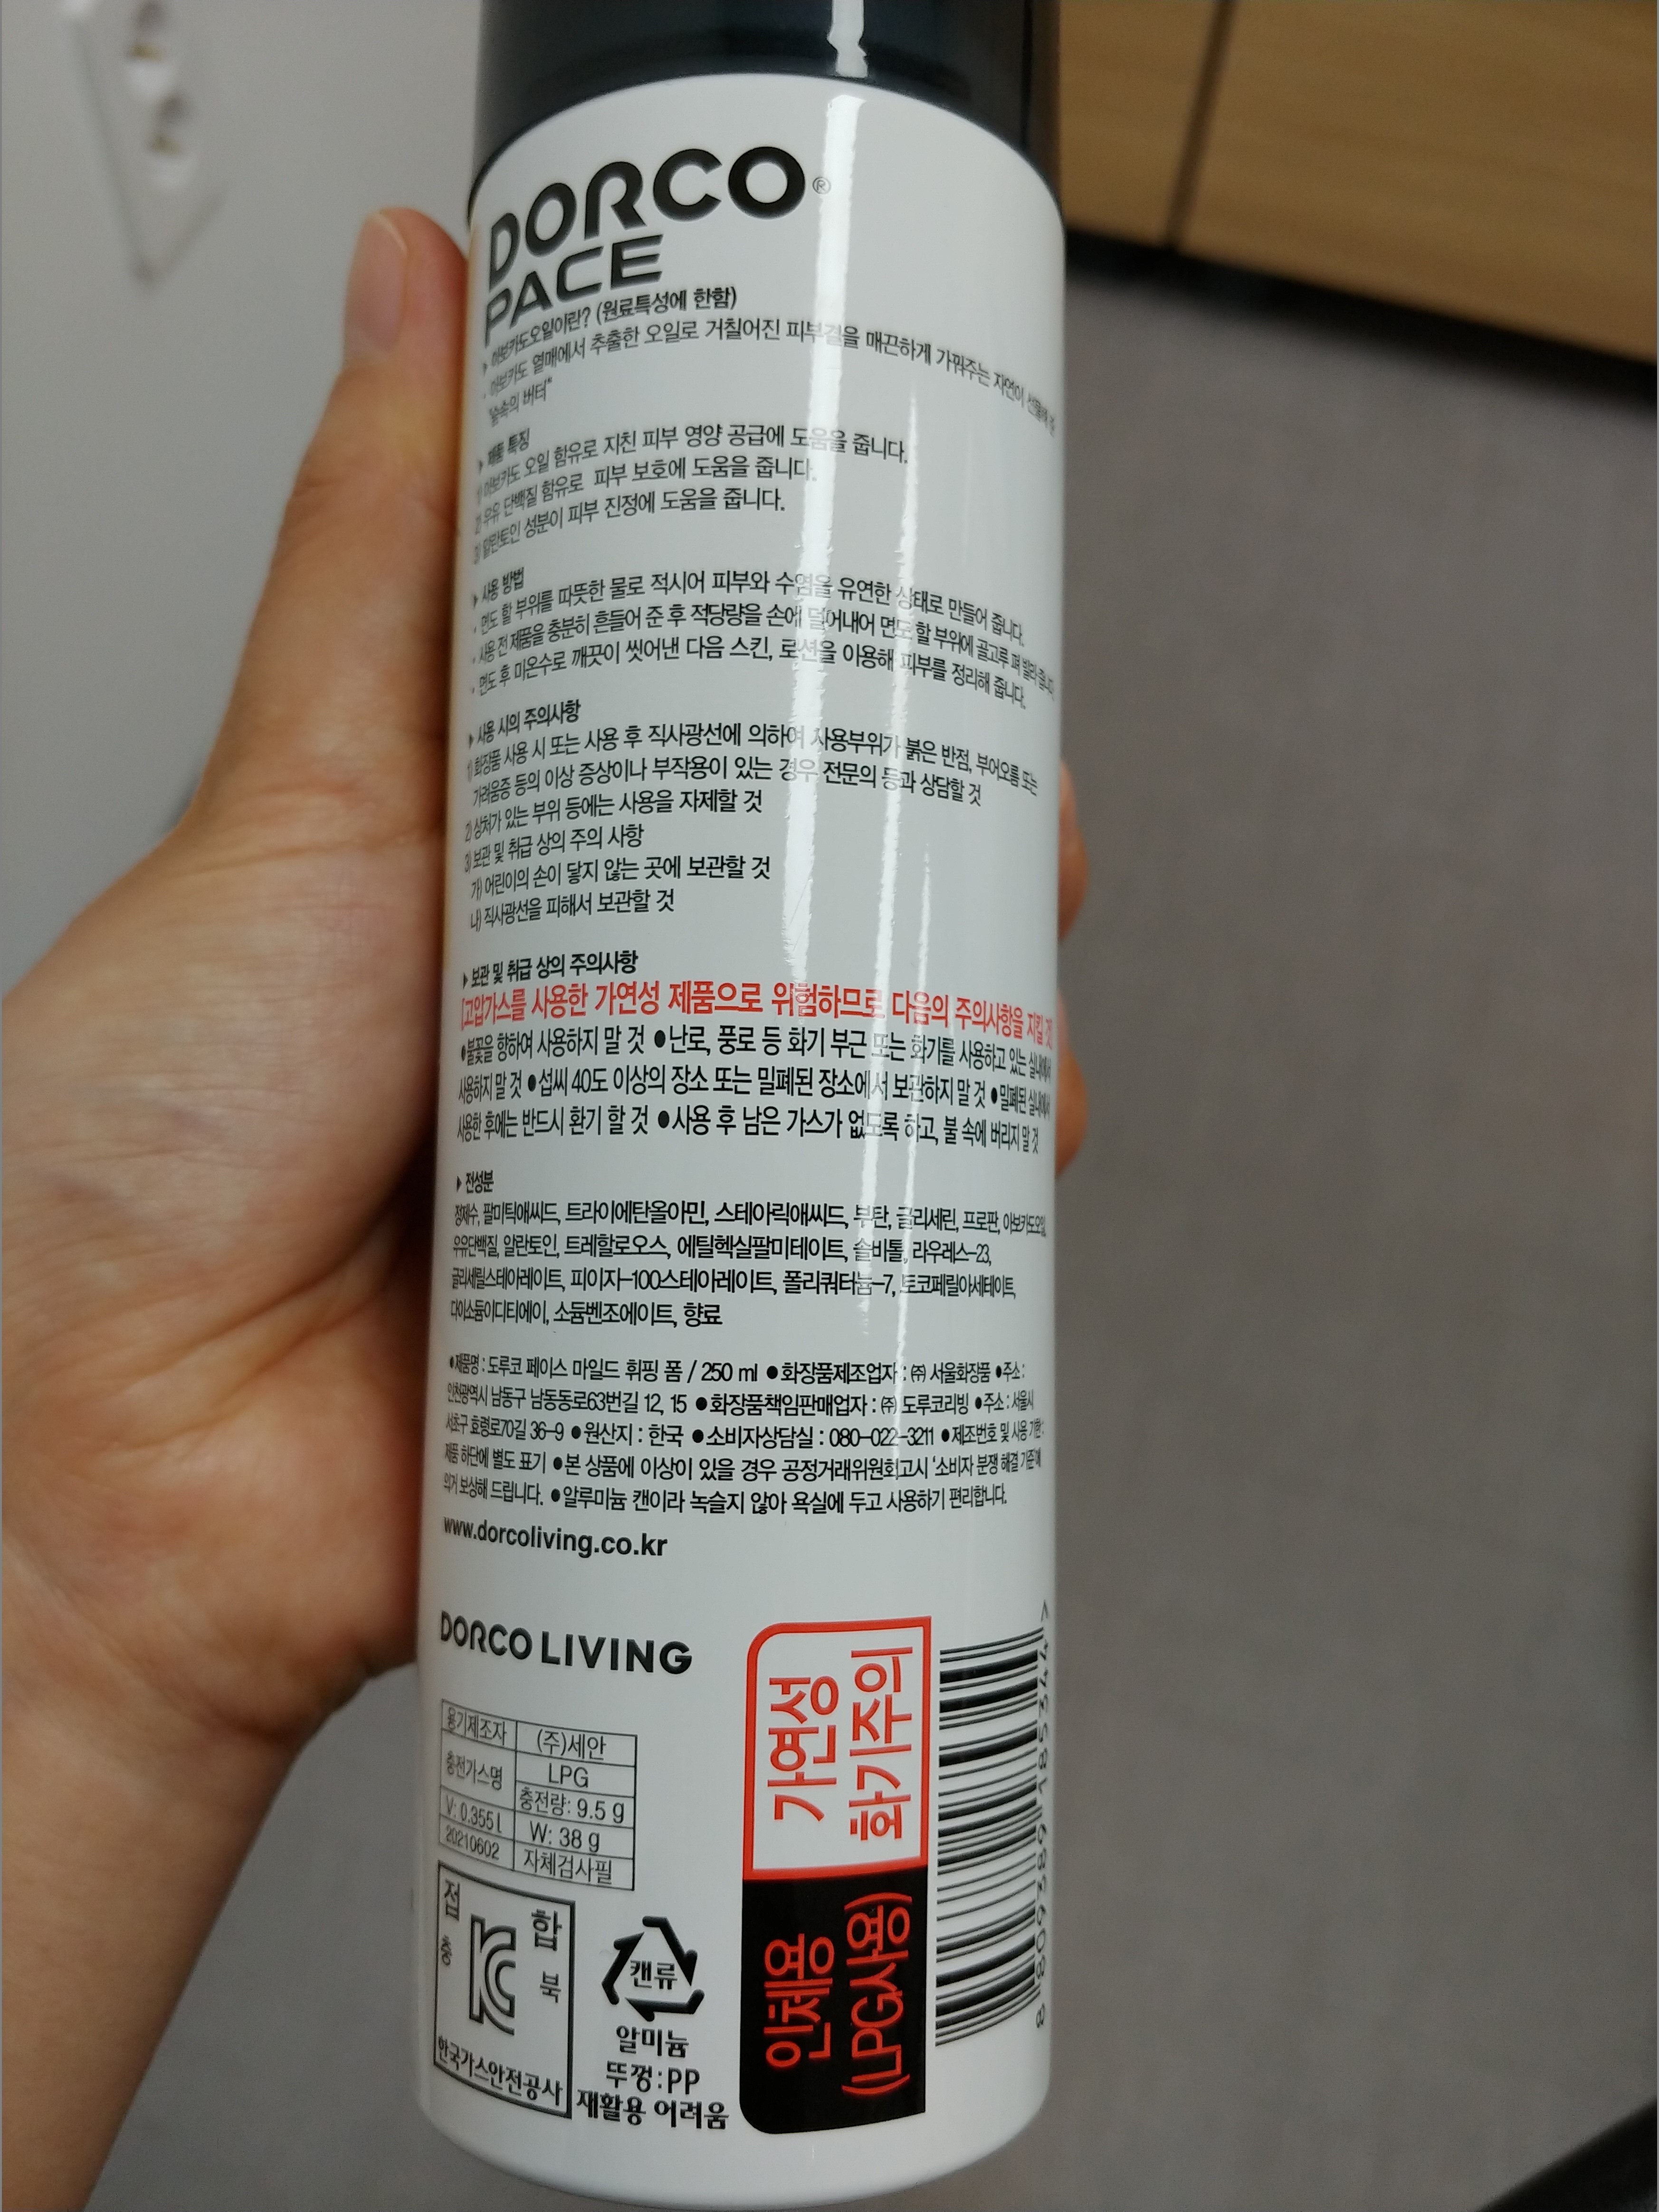 DORCO®
PACE
▶ 아보카도오일이란? (원료특성에 한함)
· 아보카도 열매에서 추출한 오일로 거칠어진 피부결을 매끈하게 가꿔주는 자연이 선물해 준
"숲속의 버터"
▶ 제품 특징
1) 아보카도 오일 함유로 지친 피부 영양 공급에 도움을 줍니다.
2) 우유 단백질 함유로 피부 보호에 도움을 줍니다.
3) 알란토인 성분이 피부 진정에 도움을 줍니다.
▶ 사용 방법
· 면도 할 부위를 따뜻한 물로 적시어 피부와 수염을 유연한 상태로 만들어 줍니다.
· 사용 전 제품을 충분히 흔들어 준 후 적당량을 손에 덜어내어 면도 할 부위에 골고루 펴 발라 줍니다.
· 면도 후 미온수로 깨끗이 씻어낸 다음 스킨, 로션을 이용해 피부를 정리해 줍니다.
▶ 사용 시의 주의사항
1) 화장품 사용 시 또는 사용 후 직사광선에 의하여 사용부위가 붉은 반점, 부어오름 또는
가려움증 등의 이상 증상이나 부작용이 있는 경우 전문의 등과 상담할 것
2) 상처가 있는 부위 등에는 사용을 자제할 것
3) 보관 및 취급 상의 주의 사항
가) 어린이의 손이 닿지 않는 곳에 보관할 것
나) 직사광선을 피해서 보관할 것
▶ 보관 및 취급 상의 주의사항
[고압가스를 사용한 가연성 제품으로 위험하므로 다음의 주의사항을 지킬 것]
●불꽃을 향하여 사용하지 말 것 ●난로, 풍로 등 화기 부근 또는 화기를 사용하고 있는 실내에서
사용하지 말 것 ●섭씨 40도 이상의 장소 또는 밀폐된 장소에서 보관하지 말 것 ●밀폐된 실내에서
사용한 후에는 반드시 환기 할 것 ●사용 후 남은 가스가 없도록 하고, 불 속에 버리지 말 것
▶ 전성분
정제수, 팔미틱애씨드, 트라이에탄올아민, 스테아릭애씨드, 부탄, 글리세린, 프로판, 아보카도오일,
우유단백질, 알란토인, 트레할로오스, 에틸헥실팔미테이트, 솔비톨, 라우레스-23,
글리세릴스테아레이트, 피이지-100스테아레이트, 폴리쿼터늄-7, 토코페릴아세테이트,
다이소듐이디티에이, 소듐벤조에이트, 향료
●제품명 : 도루코 페이스 마일드 휘핑 폼 / 250 ml ●화장품제조업자 : ㈜ 서울화장품 ●주소 :
인천광역시 남동구 남동동로63번길 12, 15 ●화장품책임판매업자 : ㈜ 도루코리빙 ●주소 : 서울시
서초구 효령로70길 36-9 ●원산지 : 한국 ●소비자상담실 : 080-022-3211 ●제조번호 및 사용 기한 :
제품 하단에 별도 표기 ●본 상품에 이상이 있을 경우 공정거래위원회고시 '소비자 분쟁 해결 기준'에
의거 보상해 드립니다. ●알루미늄 캔이라 녹슬지 않아 욕실에 두고 사용하기 편리합니다.
www.dorcoliving.co.kr
DORCO LIVING
용기제조자 (주)세안
충전가스명 LPG
충전량: 9.5 g
V: 0.355 l W: 38 g
20210602 자체검사필
접 합
충 북
KC
한국가스안전공사
캔류
알미늄
뚜껑:PP
재활용 어려움
가연성
화기주의
인체용
(LPG사용)